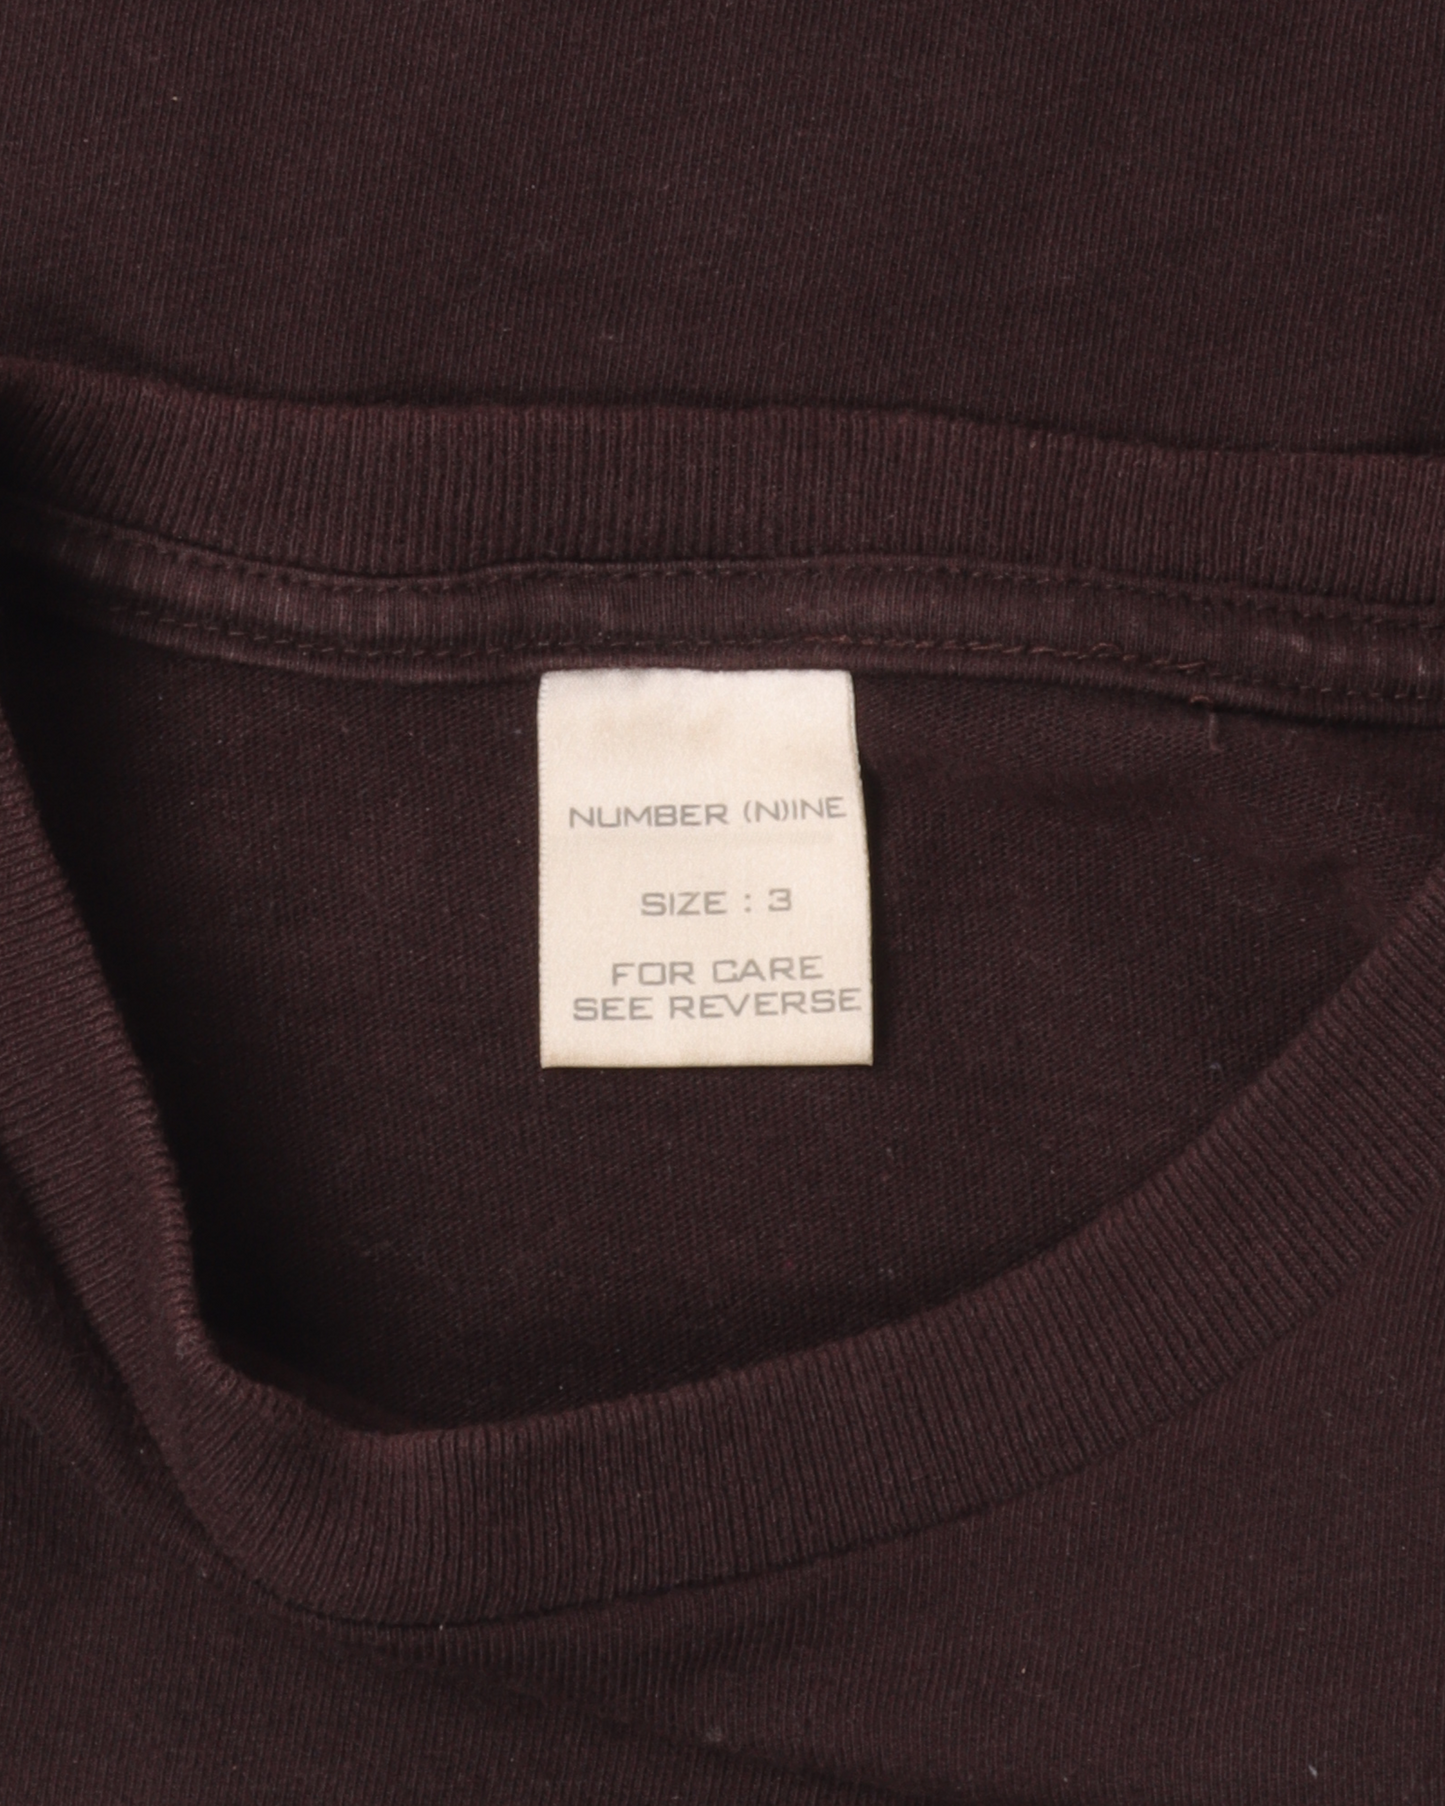 NUMBER (N)INE
SIZE : 3
FOR CARE
SEE REVERSE